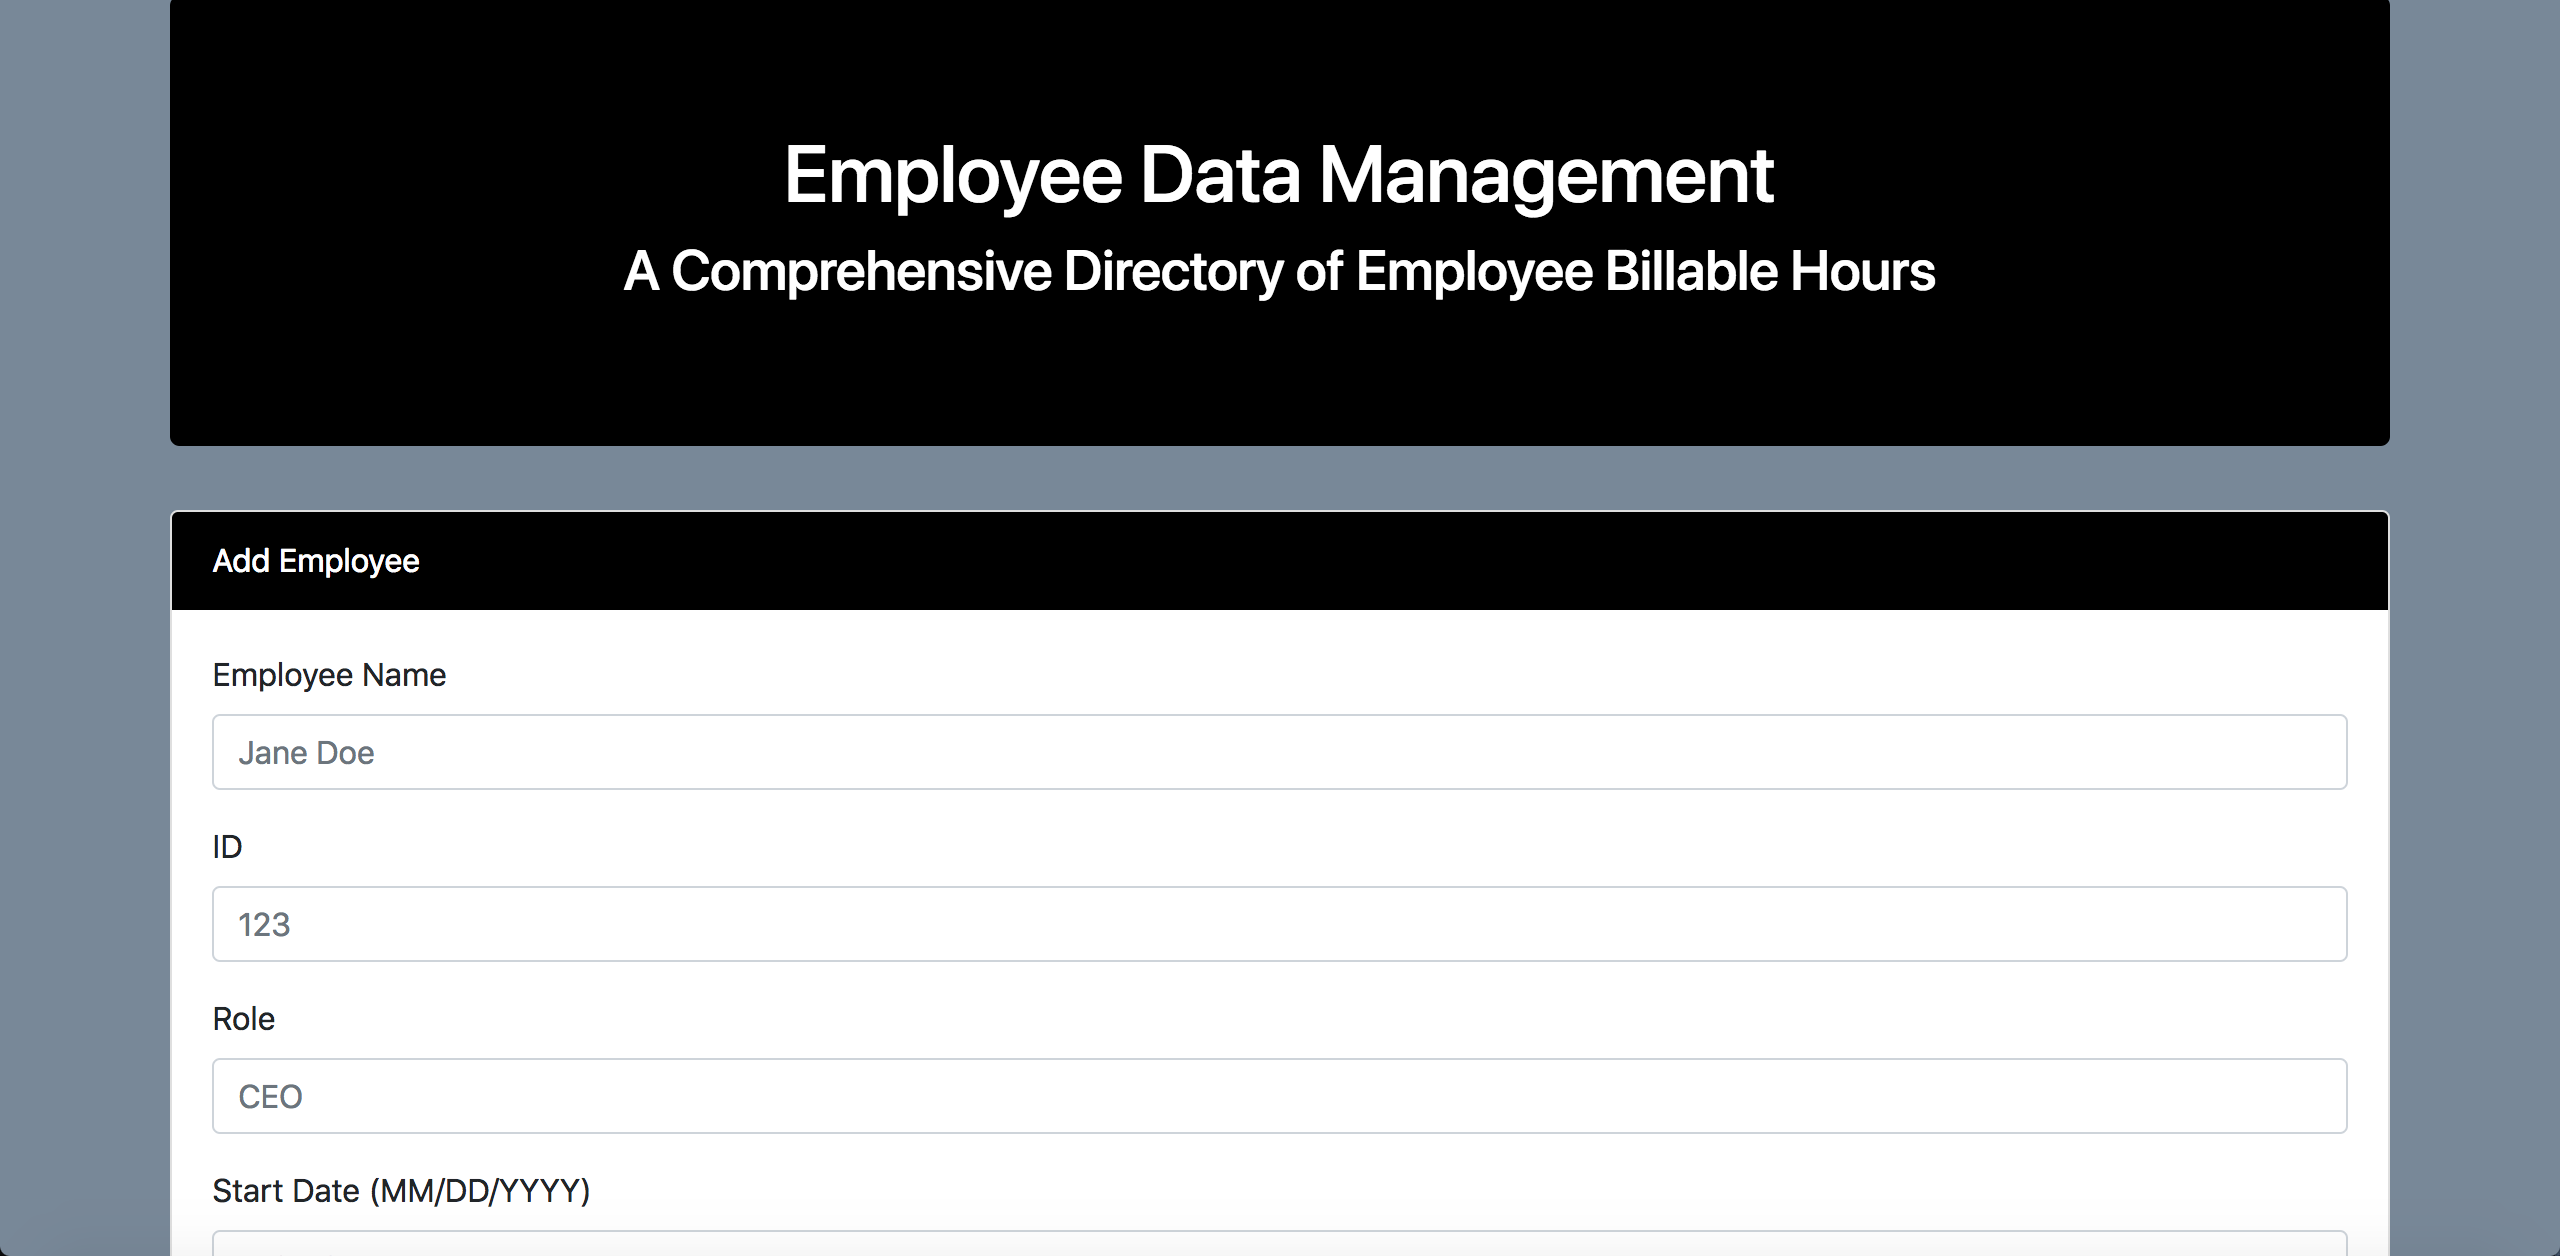 Employee Data Management
A Comprehensive Directory of Employee Billable Hours
Add Employee
Employee Name
Jane Doe
ID
123
Role
CEO
Start Date (MM/DD/YYYY)